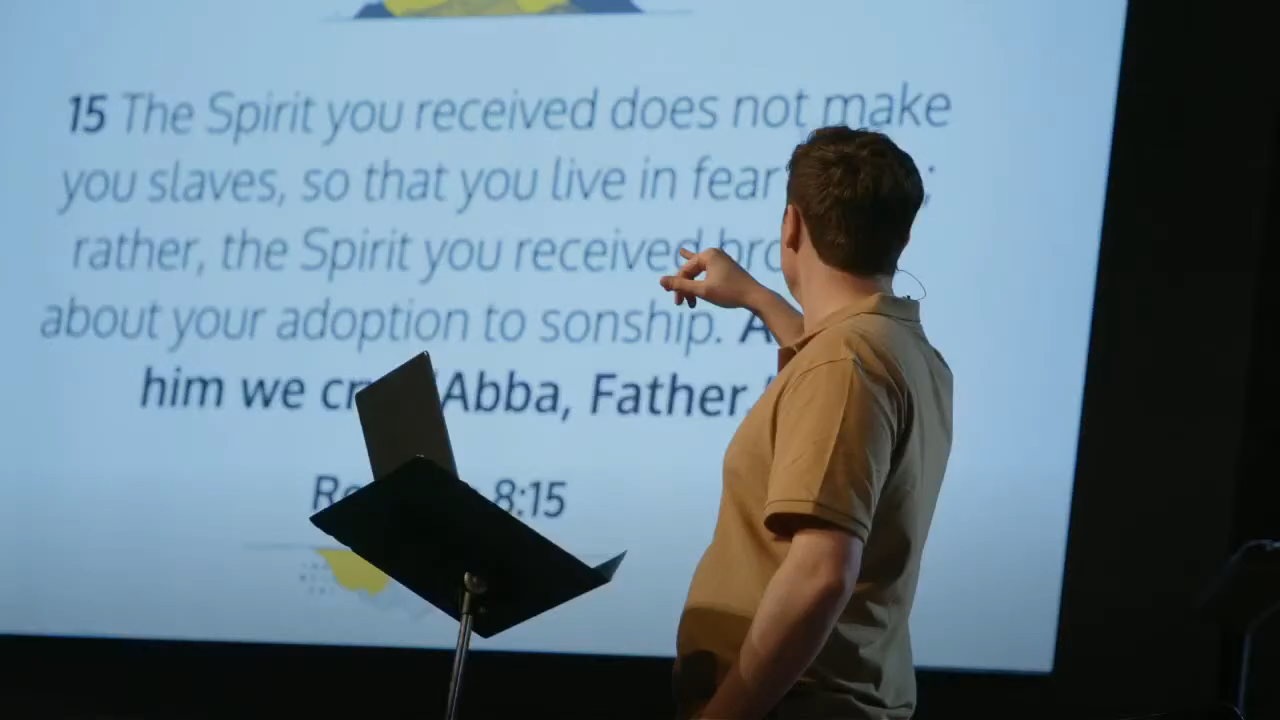 15 The Spirit you received does not make
you slaves, so that you live in fear
rather, the Spirit you received
about your adoption to sonship.
him we "Abba, Father."
8:15